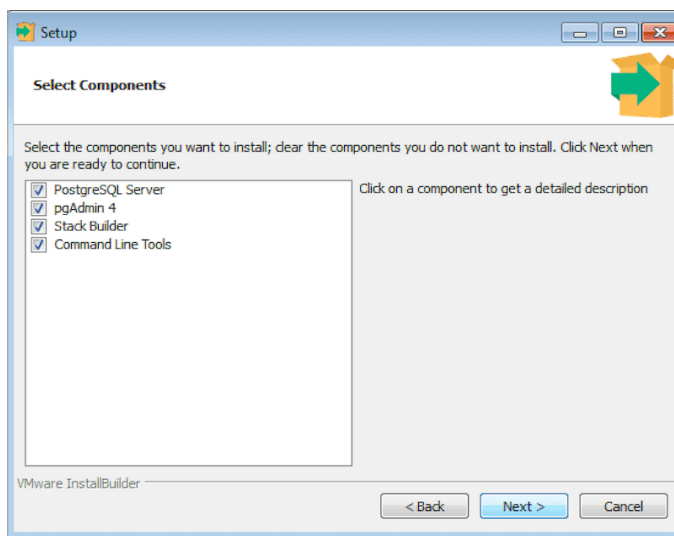 Setup
Select Components
Select the components you want to install; clear the components you do not want to install. Click Next when
you are ready to continue.
PostgreSQL Server
pgAdmin 4
Stack Builder
Command Line Tools
Click on a component to get a detailed description
VMware InstallBuilder
< Back
Next >
Cancel